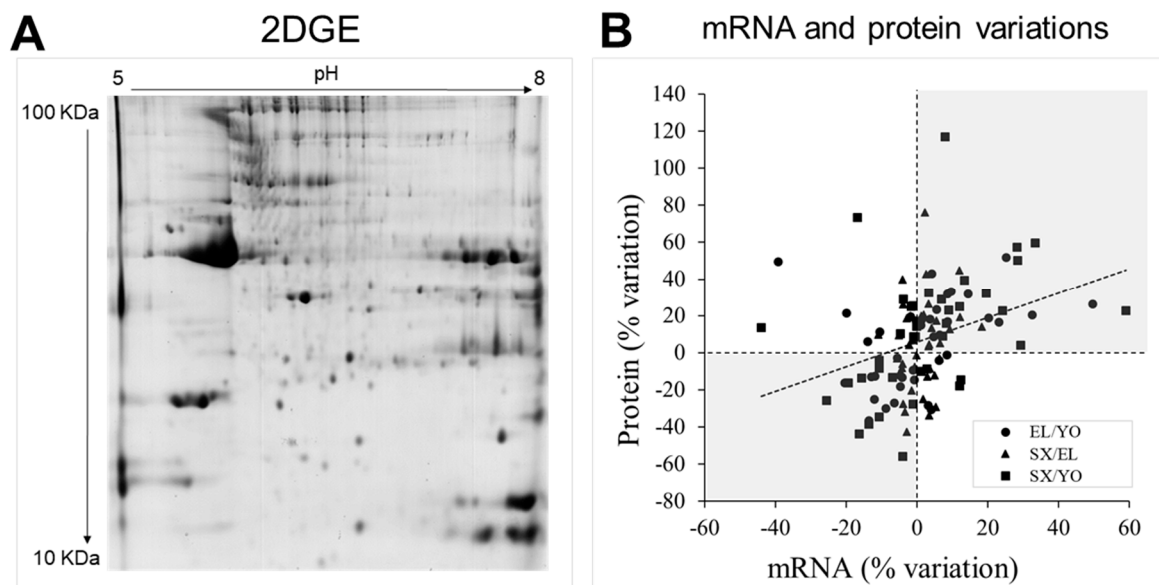 A
2DGE
5
pH
8
100 KDa
10 KDa
B
mRNA and protein variations
140
120
100
80
60
40
20
0
-20
-40
-60
-80
-60
-40
-20
0
20
40
60
Protein (% variation)
mRNA (% variation)
EL/YO
SX/EL
SX/YO